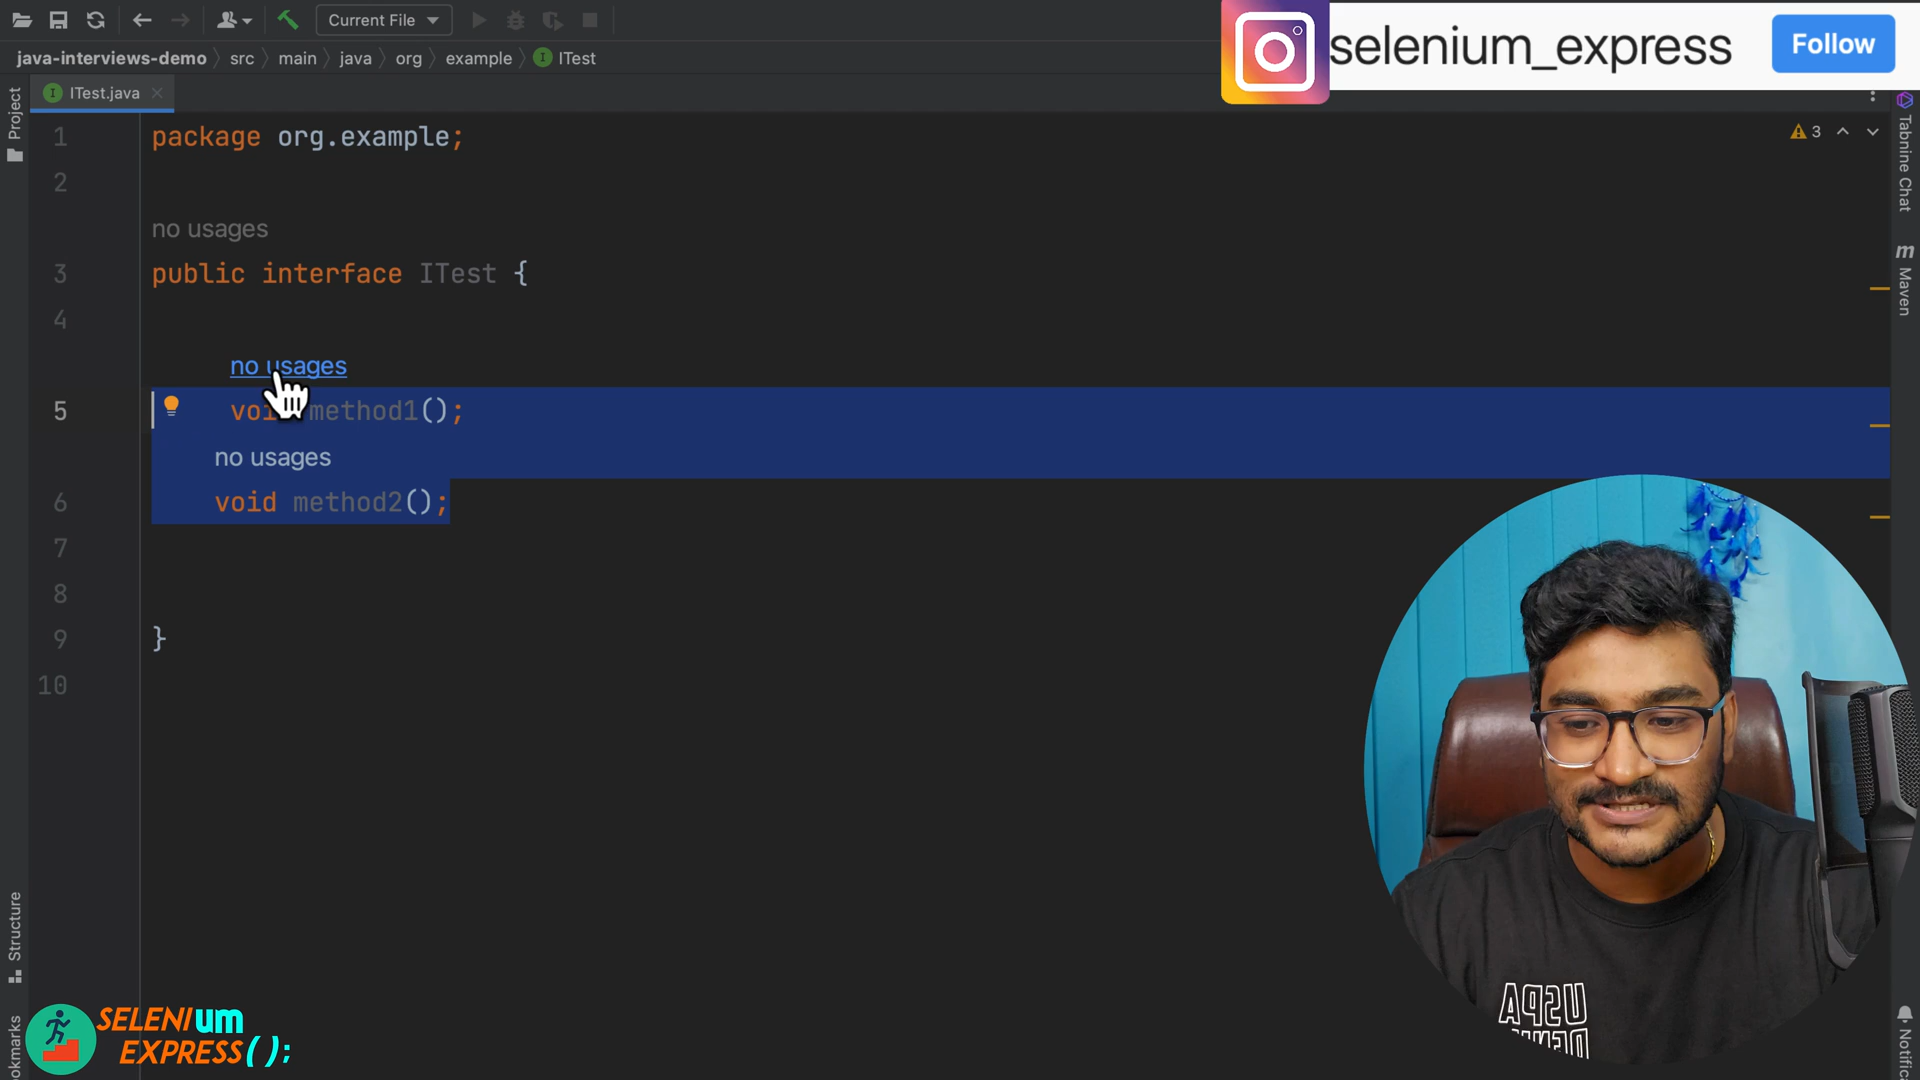 Current File
selenium_express
Follow
java-interviews-demo
src
main
java
org
example
ITest
ITest.java
Project
3
Tabnine Chat
Maven
1 package org.example;
2
no usages
3 public interface ITest {
4
no usages
5 void method1();
no usages
6 void method2();
7
8
9 }
10
Structure
SELENIUM
EXPRESS();